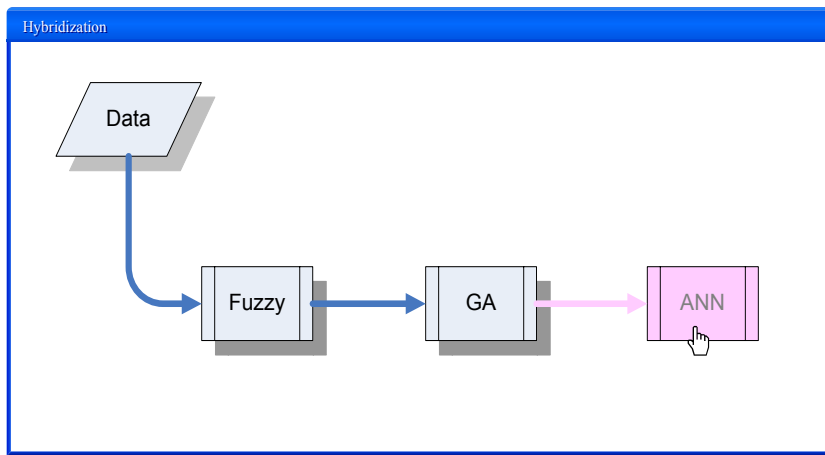 Hybridization
Data
Fuzzy
GA
ANN